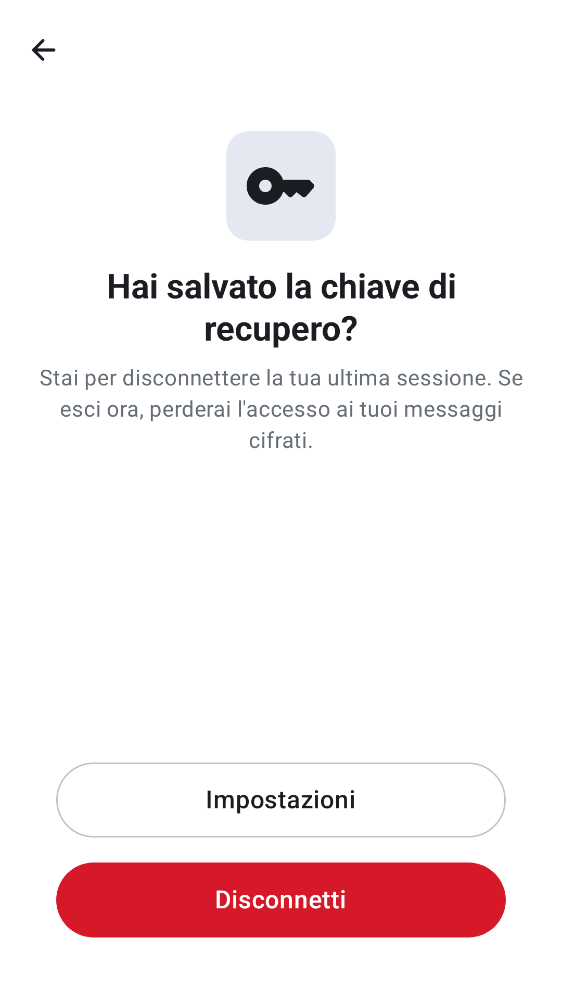 Hai salvato la chiave di
recupero?
Stai per disconnettere la tua ultima sessione. Se
esci ora, perderai l'accesso ai tuoi messaggi
cifrati.
Impostazioni
Disconnetti